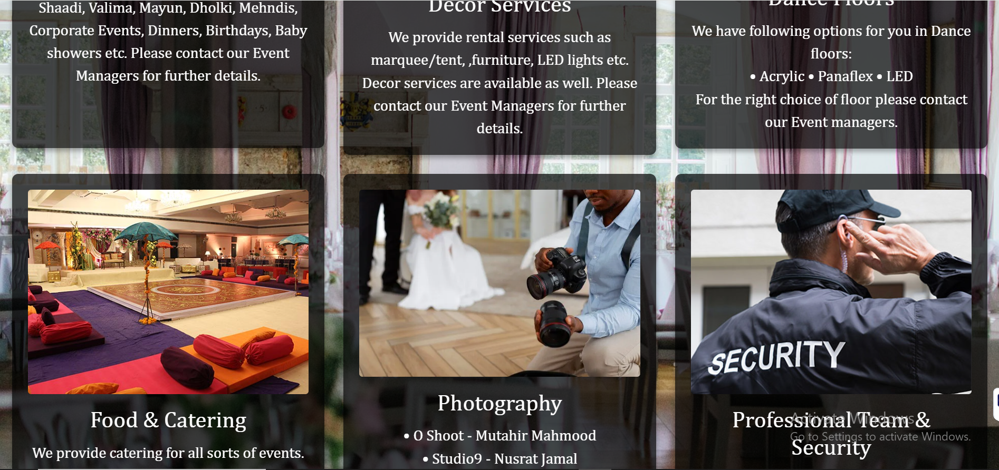 Shaadi, Valima, Mayun, Dholki, Mehndis,
Corporate Events, Dinners, Birthdays, Baby
showers etc. Please contact our Event
Managers for further details.
Decor Services
We provide rental services such as
marquee/tent, ,furniture, LED lights etc.
Decor services are available as well. Please
contact our Event Managers for further
details.
Dance Floors
We have following options for you in Dance
floors:
• Acrylic • Panaflex • LED
For the right choice of floor please contact
our Event managers.
Food & Catering
We provide catering for all sorts of events.
Photography
• O Shoot - Mutahir Mahmood
• Studio9 - Nusrat Jamal
SECURITY
Professional Team &
Security
Activate Windows
Go to Settings to activate Windows.